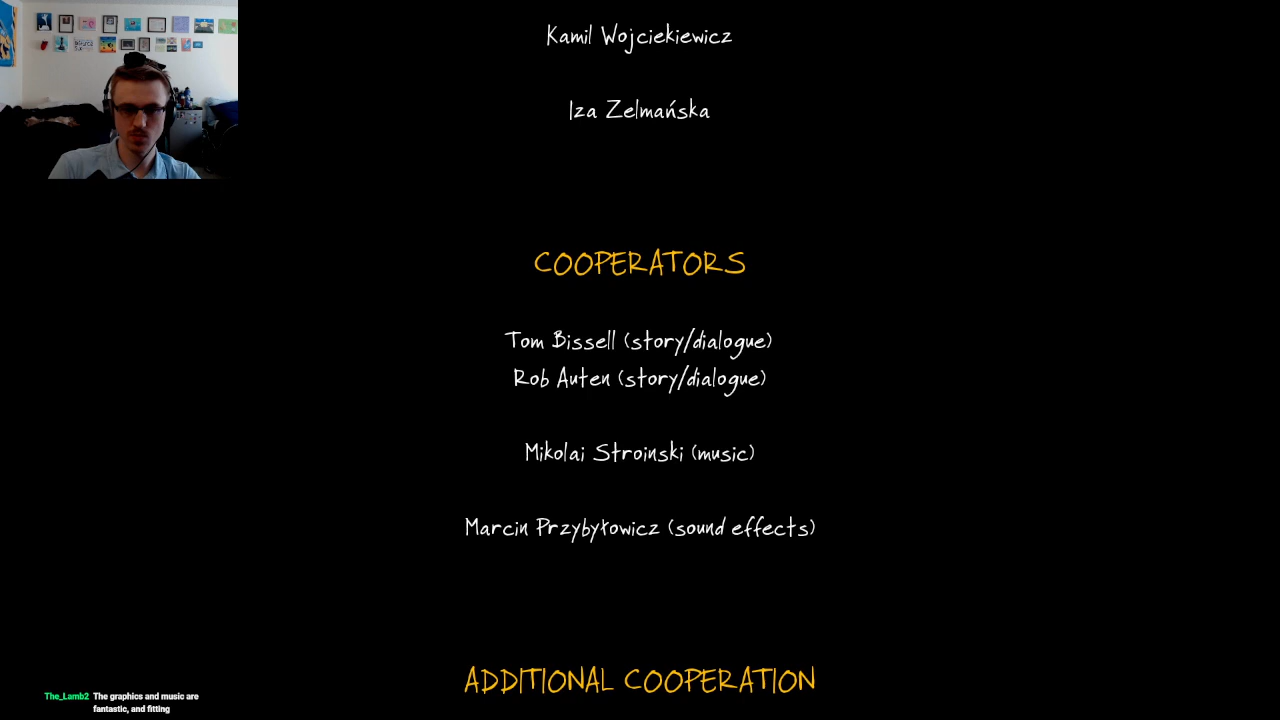 Kamil Wojciekiewicz
Iza Zelmańska
COOPERATORS
Tom Bissell (story/dialogue)
Rob Auten (story/dialogue)
Mikolai Stroinski (music)
Marcin Przybyłowicz (sound effects)
ADDITIONAL COOPERATION
The_Lamb2 The graphics and music are
fantastic, and fitting